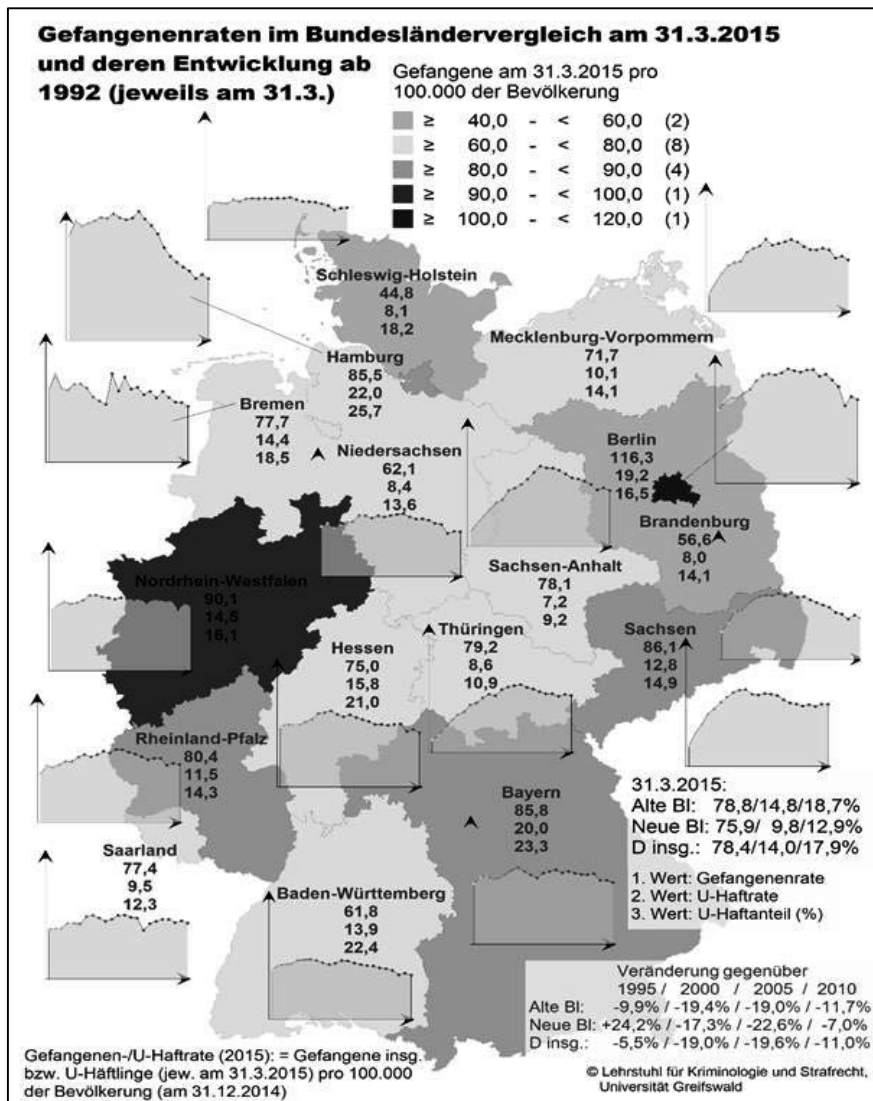 Gefangenenraten im Bundesländervergleich am 31.3.2015
und deren Entwicklung ab
1992 (jeweils am 31.3.)
Gefangene am 31.3.2015 pro
100.000 der Bevölkerung
≥ 40,0 - < 60,0 (2)
≥ 60,0 - < 80,0 (8)
≥ 80,0 - < 90,0 (4)
≥ 90,0 - < 100,0 (1)
≥ 100,0 - < 120,0 (1)
Schleswig-Holstein
44,8
8,1
18,2
Mecklenburg-Vorpommern
71,7
10,1
14,1
Hamburg
85,5
22,0
25,7
Bremen
77,7
14,4
18,5
Niedersachsen
62,1
8,4
13,6
Berlin
116,3
19,2
16,5
Brandenburg
56,6
8,0
14,1
Sachsen-Anhalt
78,1
7,2
9,2
Nordrhein-Westfalen
90,1
14,5
16,1
Hessen
75,0
15,8
21,0
Thüringen
79,2
8,6
10,9
Sachsen
86,1
12,8
14,9
Rheinland-Pfalz
80,4
11,5
14,3
Bayern
85,8
20,0
23,3
Saarland
77,4
9,5
12,3
Baden-Württemberg
61,8
13,9
22,4
31.3.2015:
Alte Bl: 78,8/14,8/18,7%
Neue Bl: 75,9/ 9,8/12,9%
D insg.: 78,4/14,0/17,9%
1. Wert: Gefangenenrate
2. Wert: U-Haftrate
3. Wert: U-Haftanteil (%)
Veränderung gegenüber
1995 / 2000 / 2005 / 2010
Alte Bl: -9,9% / -19,4% / -19,0% / -11,7%
Neue Bl: +24,2% / -17,3% / -22,6% / -7,0%
D insg.: -5,5% / -19,0% / -19,6% / -11,0%
Gefangenen-/U-Haftrate (2015): = Gefangene insg.
bzw. U-Häftlinge (jew. am 31.3.2015) pro 100.000
der Bevölkerung (am 31.12.2014)
© Lehrstuhl für Kriminologie und Strafrecht,
Universität Greifswald